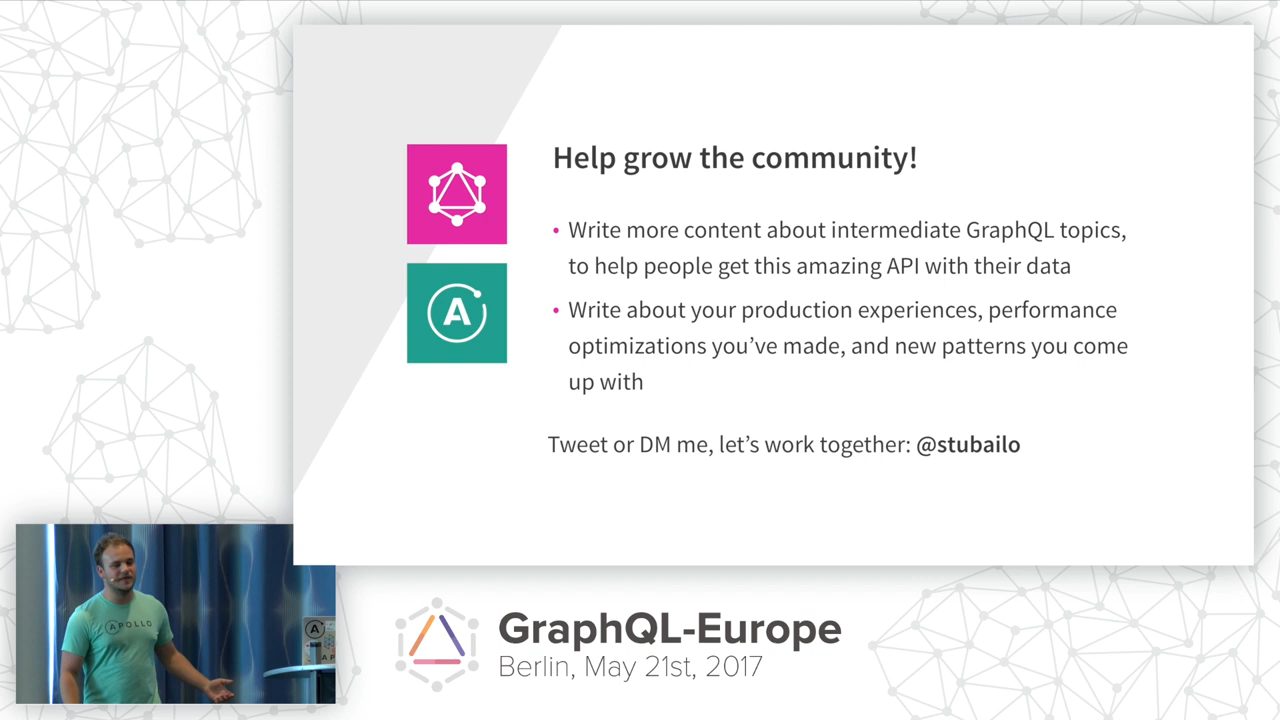 Help grow the community!
• Write more content about intermediate GraphQL topics,
to help people get this amazing API with their data
• Write about your production experiences, performance
optimizations you’ve made, and new patterns you come
up with
Tweet or DM me, let’s work together: @stubailo
A
APOLLO
A
GraphQL-Europe
Berlin, May 21st, 2017